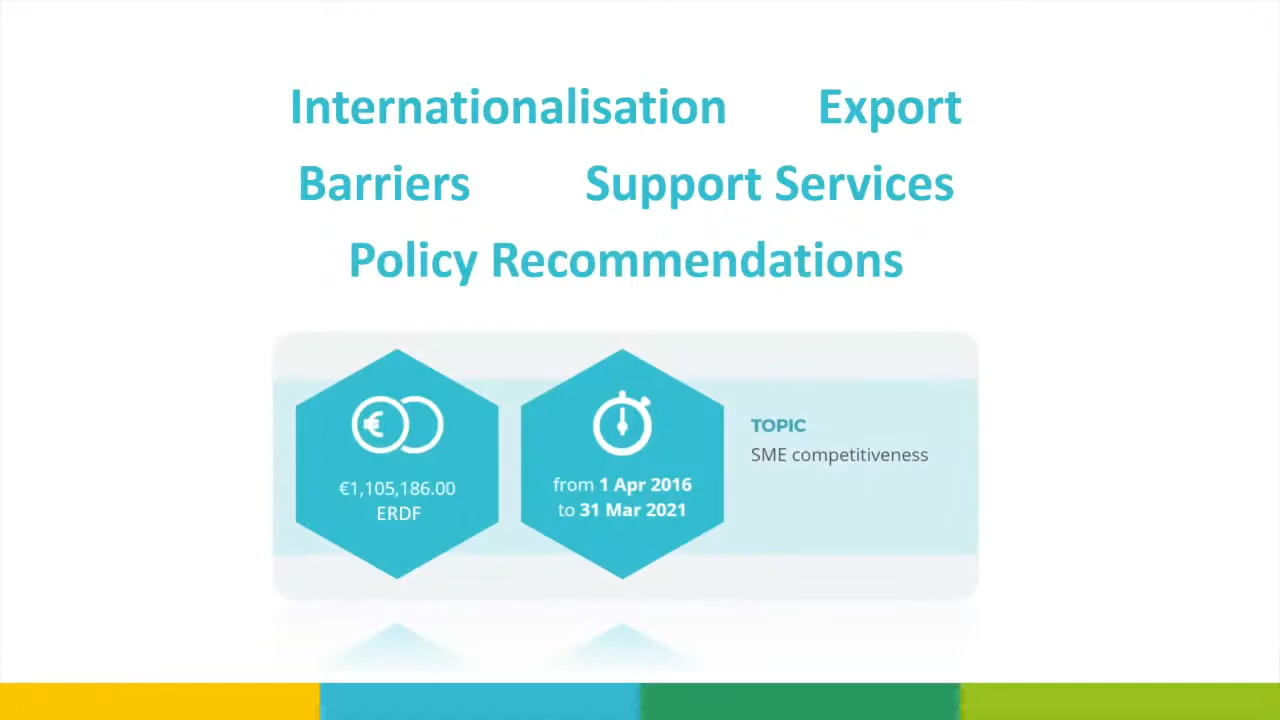 Internationalisation Export
Barriers Support Services
Policy Recommendations
€1,105,186.00
ERDF
from 1 Apr 2016
to 31 Mar 2021
TOPIC
SME competitiveness